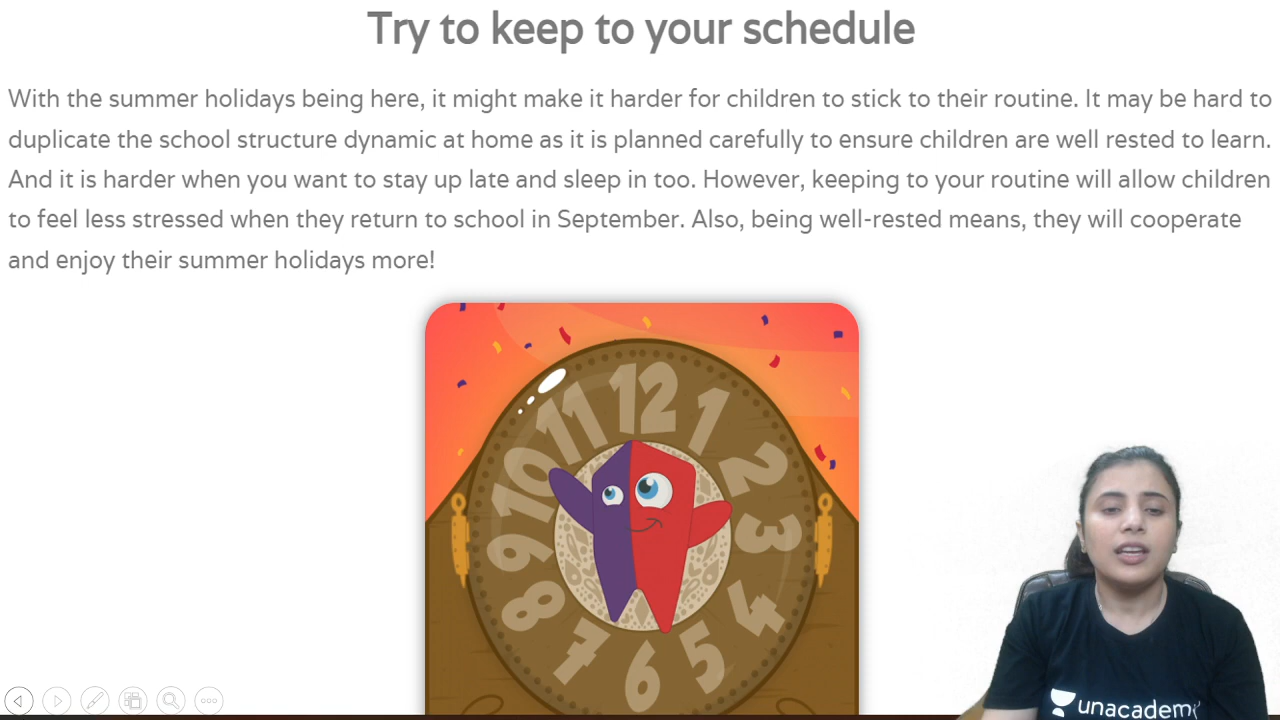 Try to keep to your schedule
With the summer holidays being here, it might make it harder for children to stick to their routine. It may be hard to
duplicate the school structure dynamic at home as it is planned carefully to ensure children are well rested to learn.
And it is harder when you want to stay up late and sleep in too. However, keeping to your routine will allow children
to feel less stressed when they return to school in September. Also, being well-rested means, they will cooperate
and enjoy their summer holidays more!
12
1
2
3
4
5
6
7
8
9
10
11
unacademy